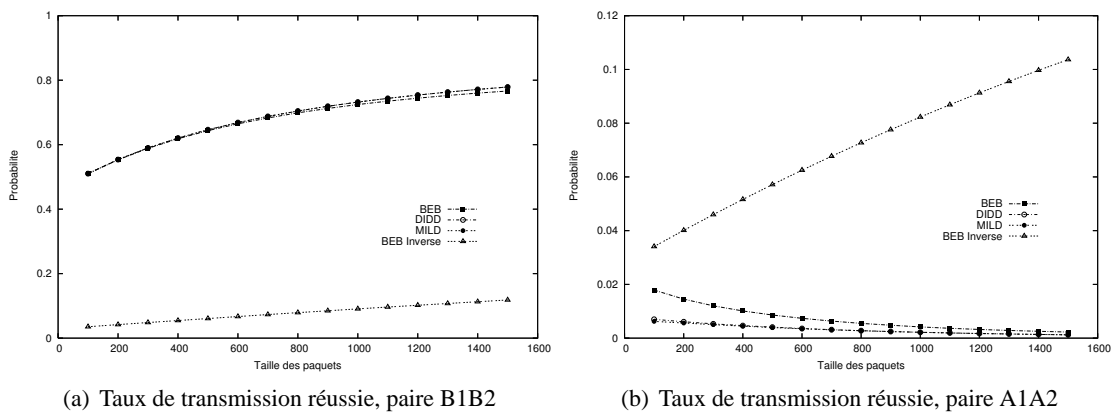 1
0.8
0.6
0.4
0.2
0
Probabilite
BEB
DIDD
MILD
BEB Inverse
0 200 400 600 800 1000 1200 1400 1600
Taille des paquets
(a) Taux de transmission réussie, paire B1B2
0.12
0.1
0.08
0.06
0.04
0.02
0
Probabilite
BEB
DIDD
MILD
BEB Inverse
0 200 400 600 800 1000 1200 1400 1600
Taille des paquets
(b) Taux de transmission réussie, paire A1A2